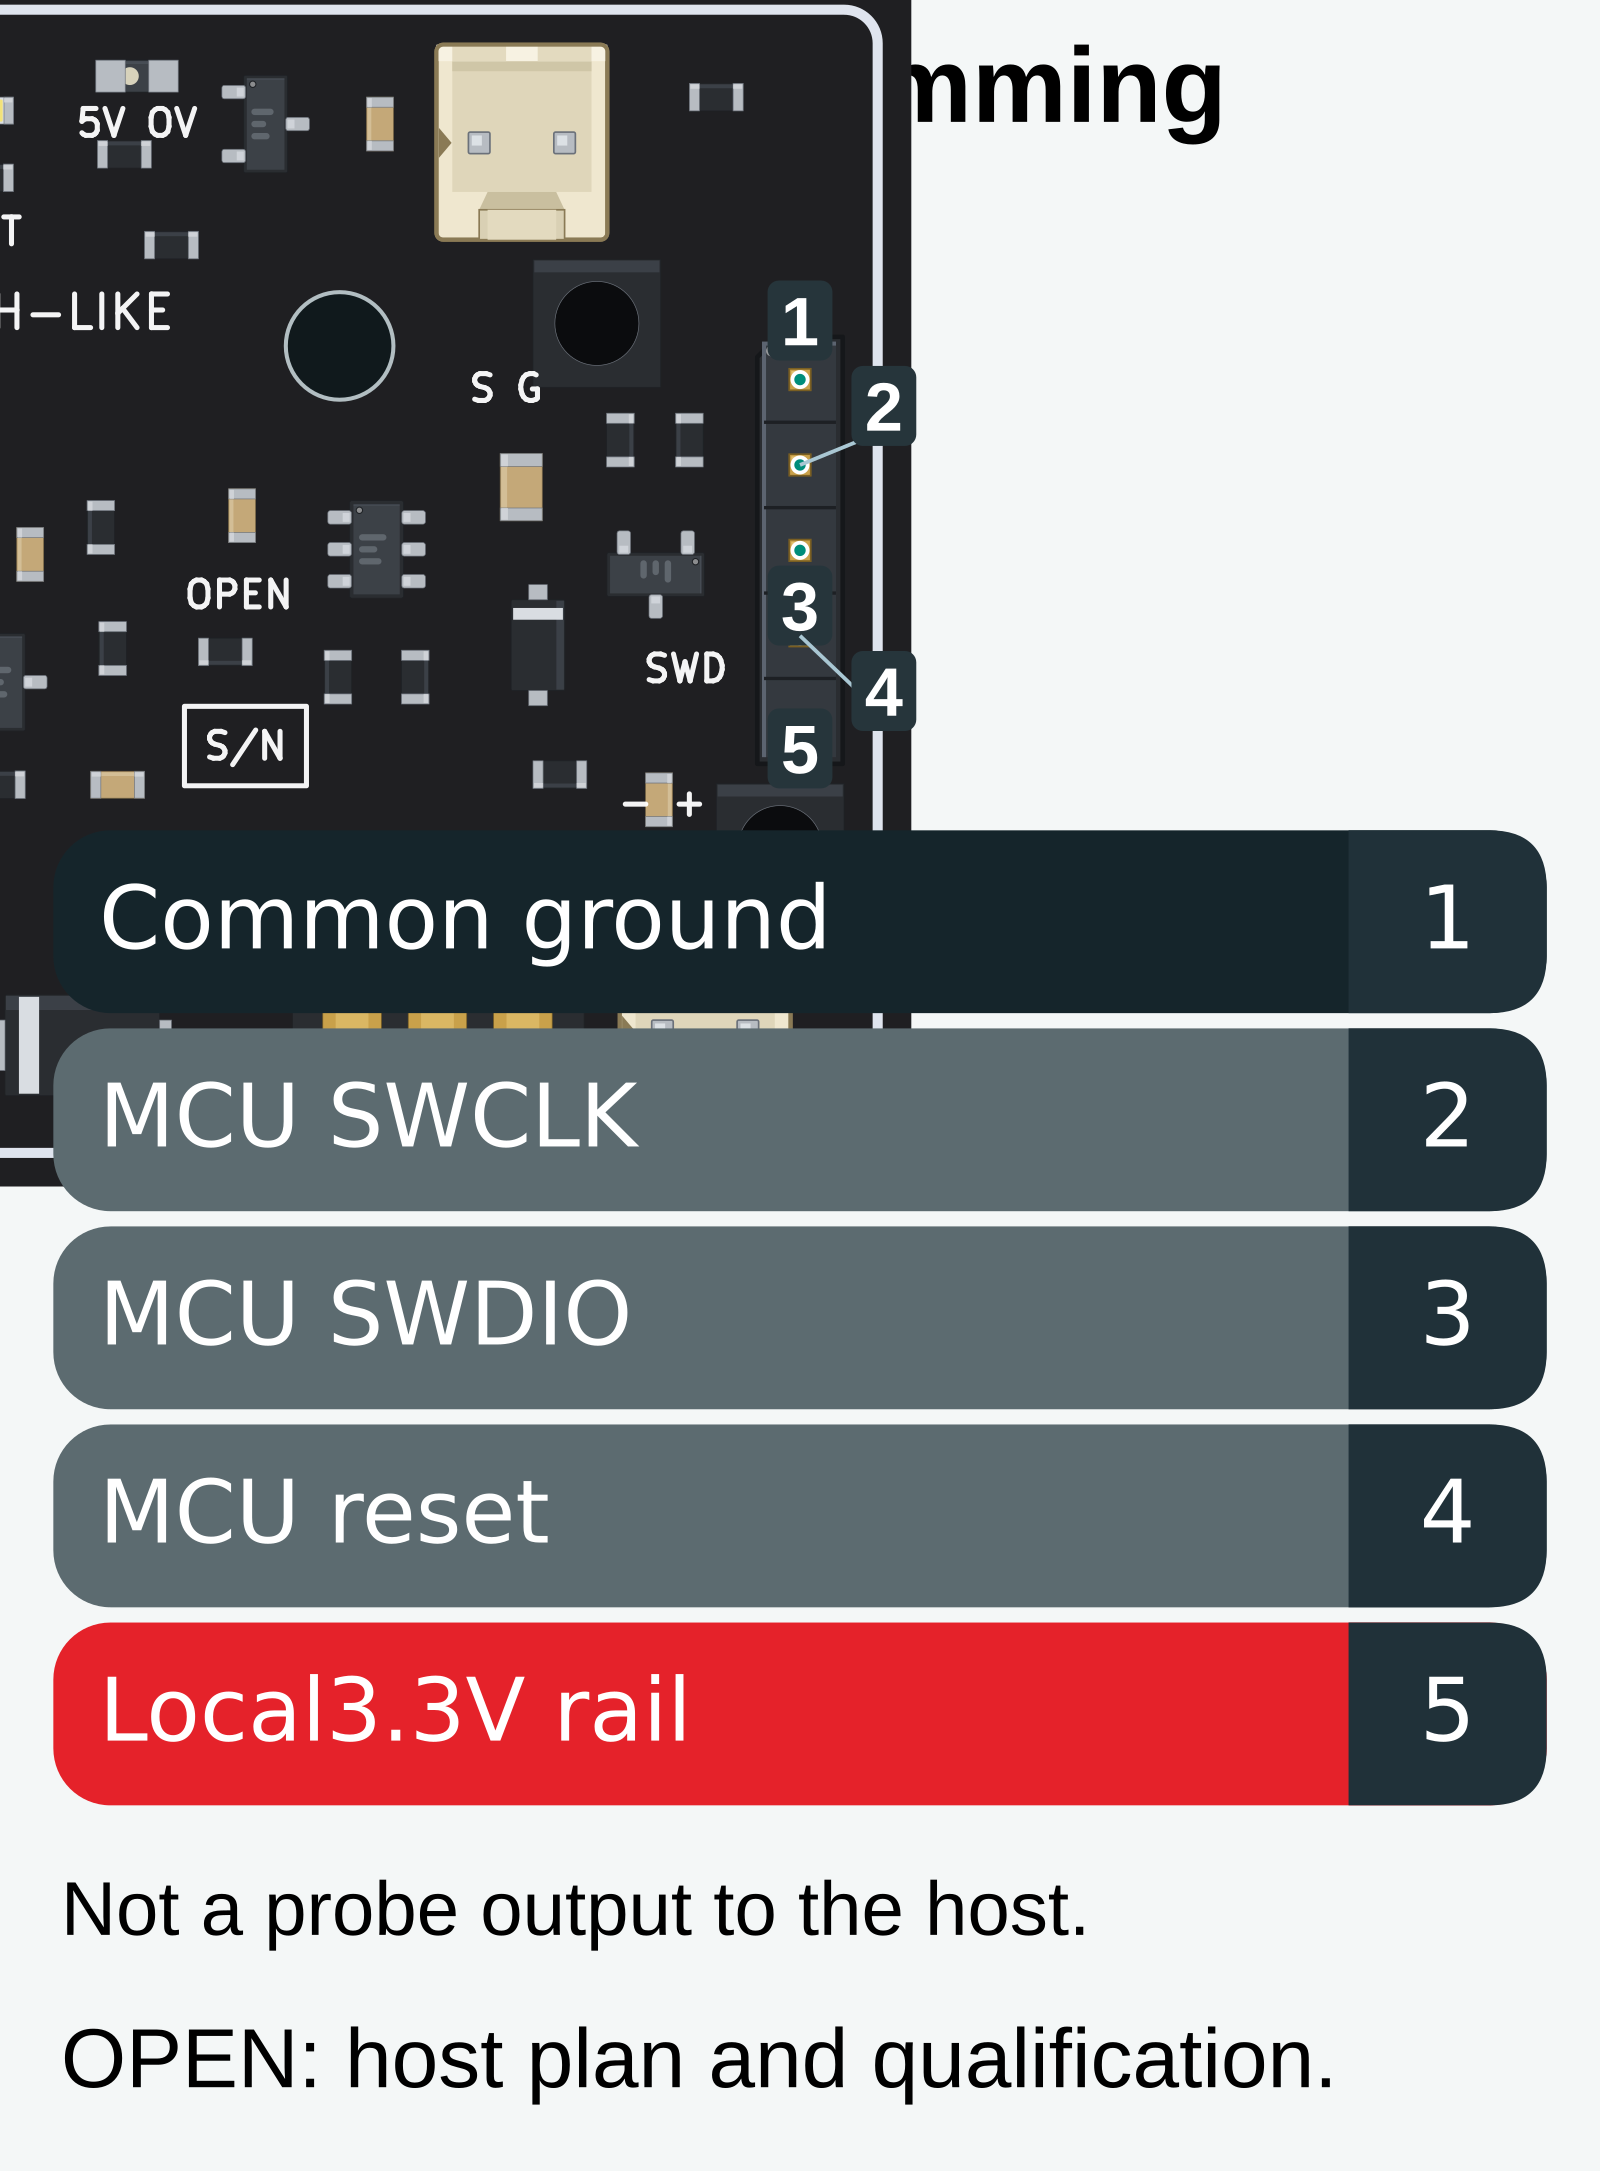 mming
5V 0V
T
H-LIKE
1
2
S G
OPEN
3
SWD
4
S/N
5
- +
Common ground 1
MCU SWCLK 2
MCU SWDIO 3
MCU reset 4
Local3.3V rail 5
Not a probe output to the host.
OPEN: host plan and qualification.